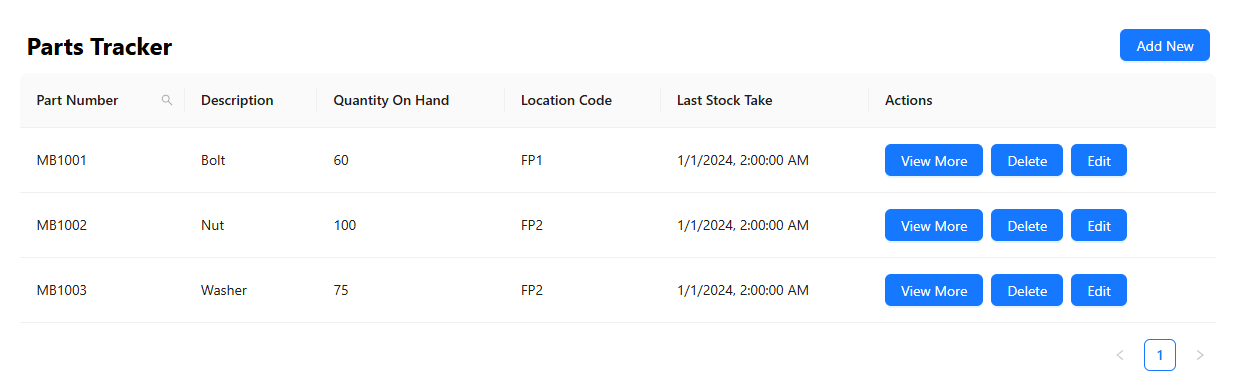 Parts Tracker
Add New
Part Number Description Quantity On Hand Location Code Last Stock Take Actions
MB1001 Bolt 60 FP1 1/1/2024, 2:00:00 AM View More Delete Edit
MB1002 Nut 100 FP2 1/1/2024, 2:00:00 AM View More Delete Edit
MB1003 Washer 75 FP2 1/1/2024, 2:00:00 AM View More Delete Edit
1